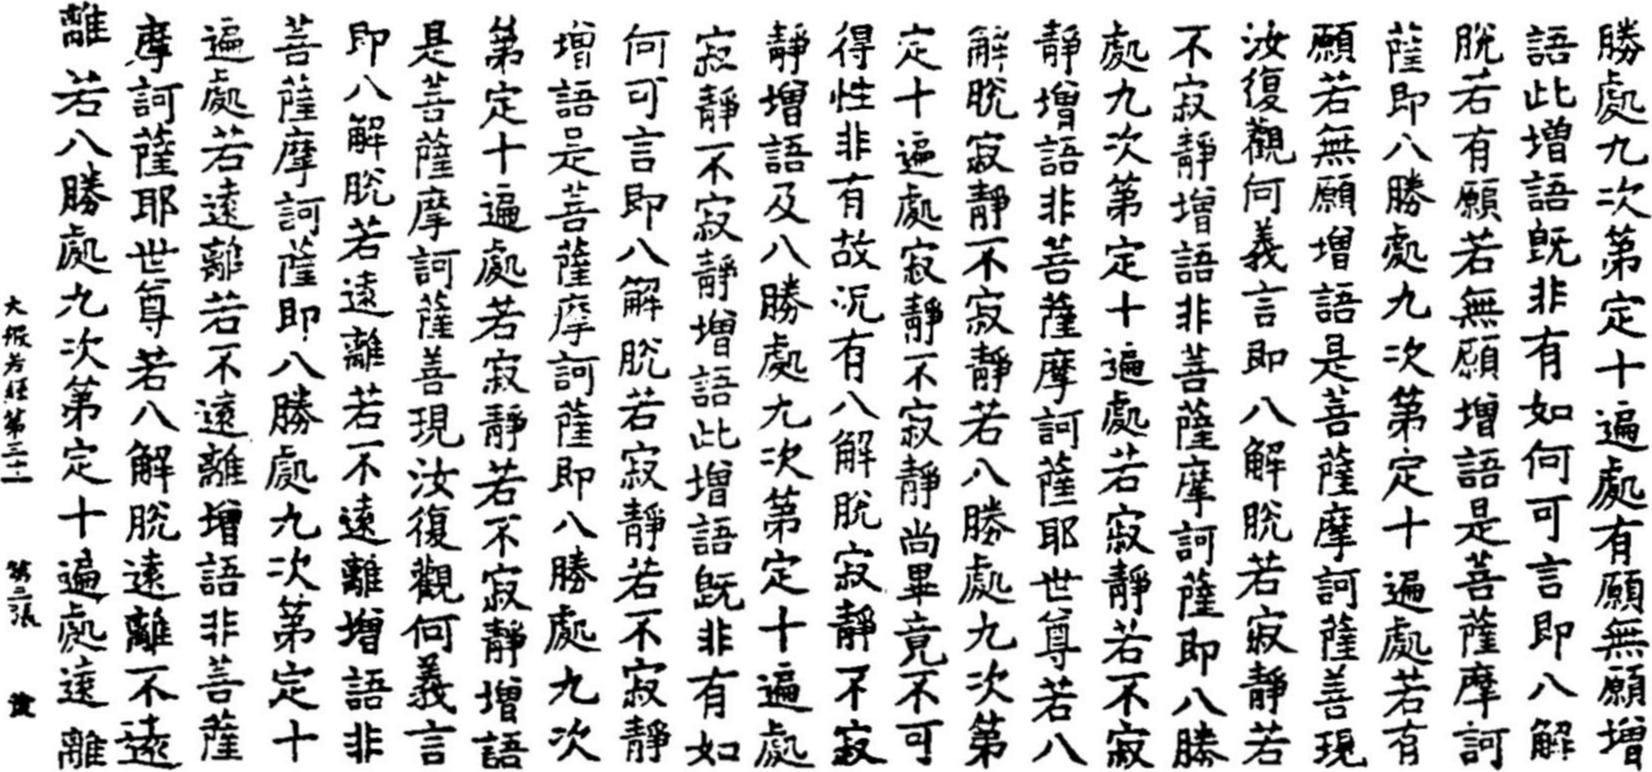 勝處九次第定十遍處有願無願增
語此增語旣非有如何可言即八解
脫若有願若無願增語是菩薩摩訶
薩即八勝處九次第定十遍處若有
願若無願增語是菩薩摩訶薩善現
汝復觀何義言即八解脫若寂靜若
不寂靜增語非菩薩摩訶薩即八勝
處九次第定十遍處若寂靜若不寂
靜增語非菩薩摩訶薩耶世尊若八
解脫寂靜不寂靜若八勝處九次第
定十遍處寂靜不寂靜尚畢竟不可
得性非有故況有八解脫寂靜不寂
靜增語及八勝處九次第定十遍處
寂靜不寂靜增語此增語旣非有如
何可言即八解脫若寂靜若不寂靜
增語是菩薩摩訶薩即八勝處九次
第定十遍處若寂靜若不寂靜增語
是菩薩摩訶薩善現汝復觀何義言
即八解脫若遠離若不遠離增語非
菩薩摩訶薩即八勝處九次第定十
遍處若遠離若不遠離增語非菩薩
摩訶薩耶世尊若八解脫遠離不遠
離若八勝處九次第定十遍處遠離
大般若經第三十一 第三張